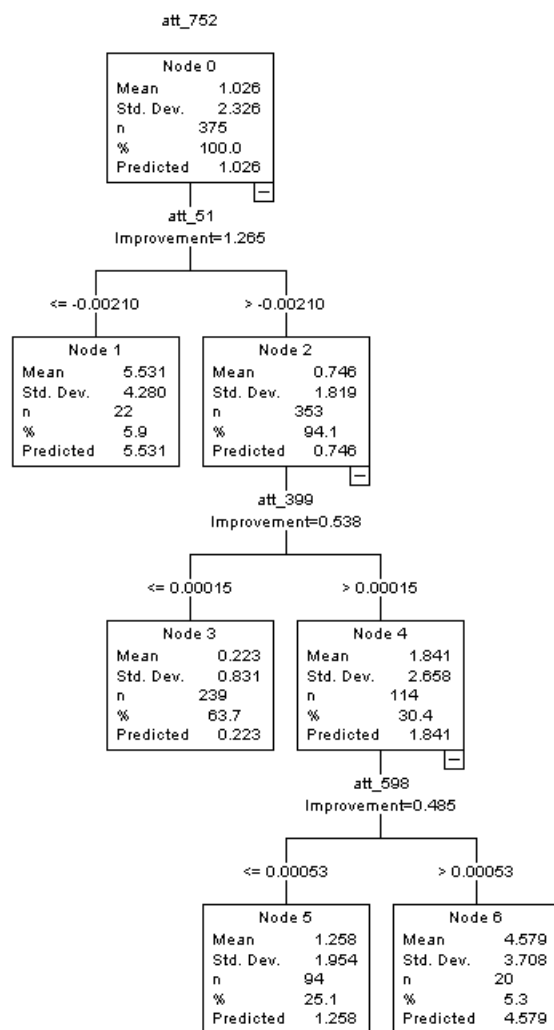 att_752
Node 0
Mean 1.026
Std. Dev. 2.326
n 375
% 100.0
Predicted 1.026
att_51
Improvement=1.265
<= -0.00210 > -0.00210
Node 1
Mean 5.531
Std. Dev. 4.280
n 22
% 5.9
Predicted 5.531
Node 2
Mean 0.746
Std. Dev. 1.819
n 353
% 94.1
Predicted 0.746
att_399
Improvement=0.538
<= 0.00015 > 0.00015
Node 3
Mean 0.223
Std. Dev. 0.831
n 239
% 63.7
Predicted 0.223
Node 4
Mean 1.841
Std. Dev. 2.658
n 114
% 30.4
Predicted 1.841
att_598
Improvement=0.485
<= 0.00053 > 0.00053
Node 5
Mean 1.258
Std. Dev. 1.954
n 94
% 25.1
Predicted 1.258
Node 6
Mean 4.579
Std. Dev. 3.708
n 20
% 5.3
Predicted 4.579